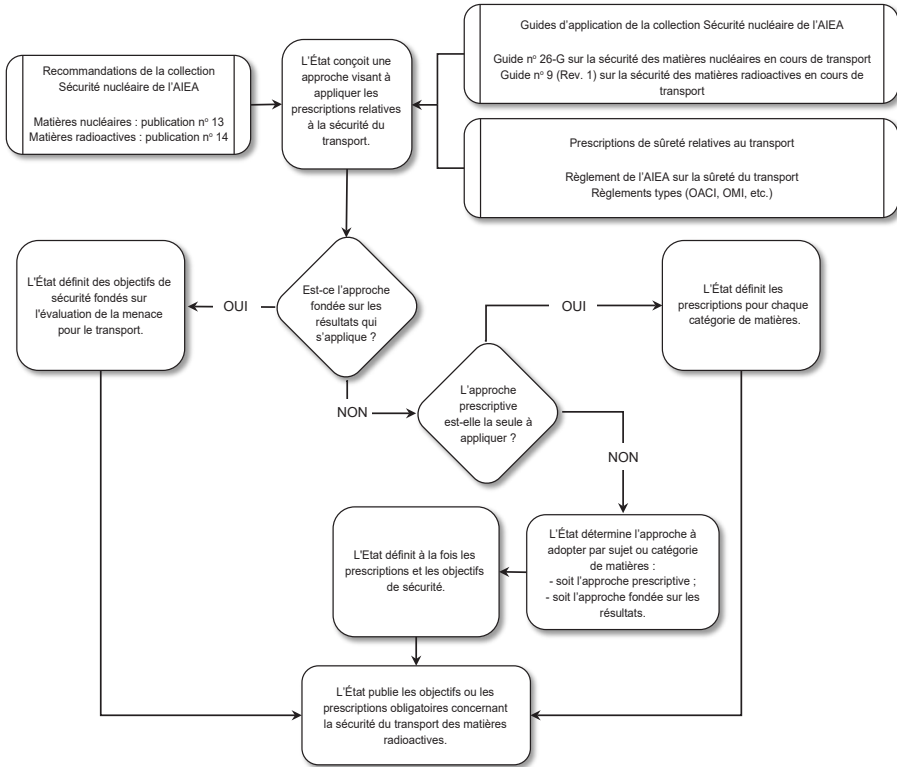 Recommandations de la collection
Sécurité nucléaire de l'AIEA
Matières nucléaires : publication nº 13
Matières radioactives : publication nº 14
L'État conçoit une
approche visant à
appliquer les
prescriptions relatives
à la sécurité du
transport.
Guides d'application de la collection Sécurité nucléaire de l'AIEA
Guide nº 26-G sur la sécurité des matières nucléaires en cours de transport
Guide nº 9 (Rev. 1) sur la sécurité des matières radioactives en cours de
transport
Prescriptions de sûreté relatives au transport
Règlement de l'AIEA sur la sûreté du transport
Règlements types (OACI, OMI, etc.)
L'État définit des objectifs de
sécurité fondés sur
l'évaluation de la menace
pour le transport.
OUI
Est-ce l'approche
fondée sur les
résultats qui
s'applique ?
NON
L'approche
prescriptive
est-elle la seule à
appliquer ?
OUI
L'État définit les
prescriptions pour chaque
catégorie de matières.
NON
L'État détermine l'approche à
adopter par sujet ou catégorie
de matières :
- soit l'approche prescriptive ;
- soit l'approche fondée sur les
résultats.
L'Etat définit à la fois les
prescriptions et les objectifs
de sécurité.
L'État publie les objectifs ou les
prescriptions obligatoires concernant
la sécurité du transport des matières
radioactives.